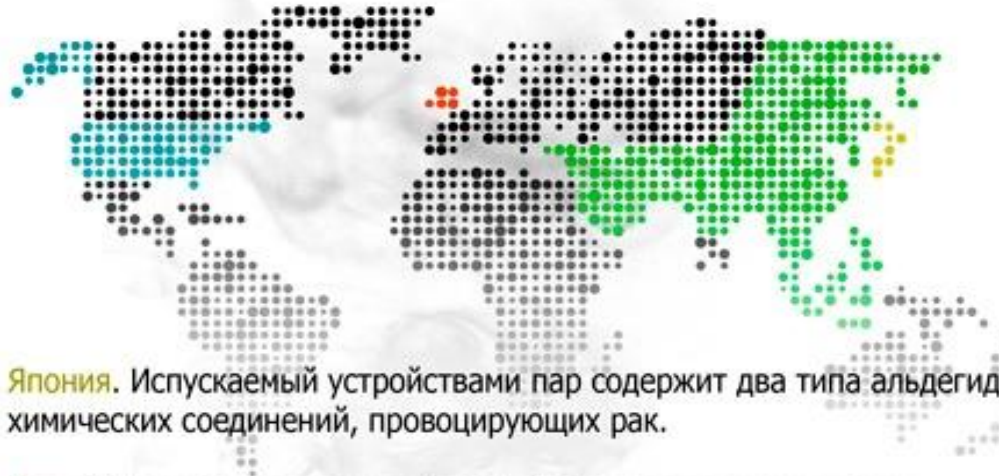 Япония. Испускаемый устройствами пар содержит два типа альдегид
химических соединений, провоцирующих рак.